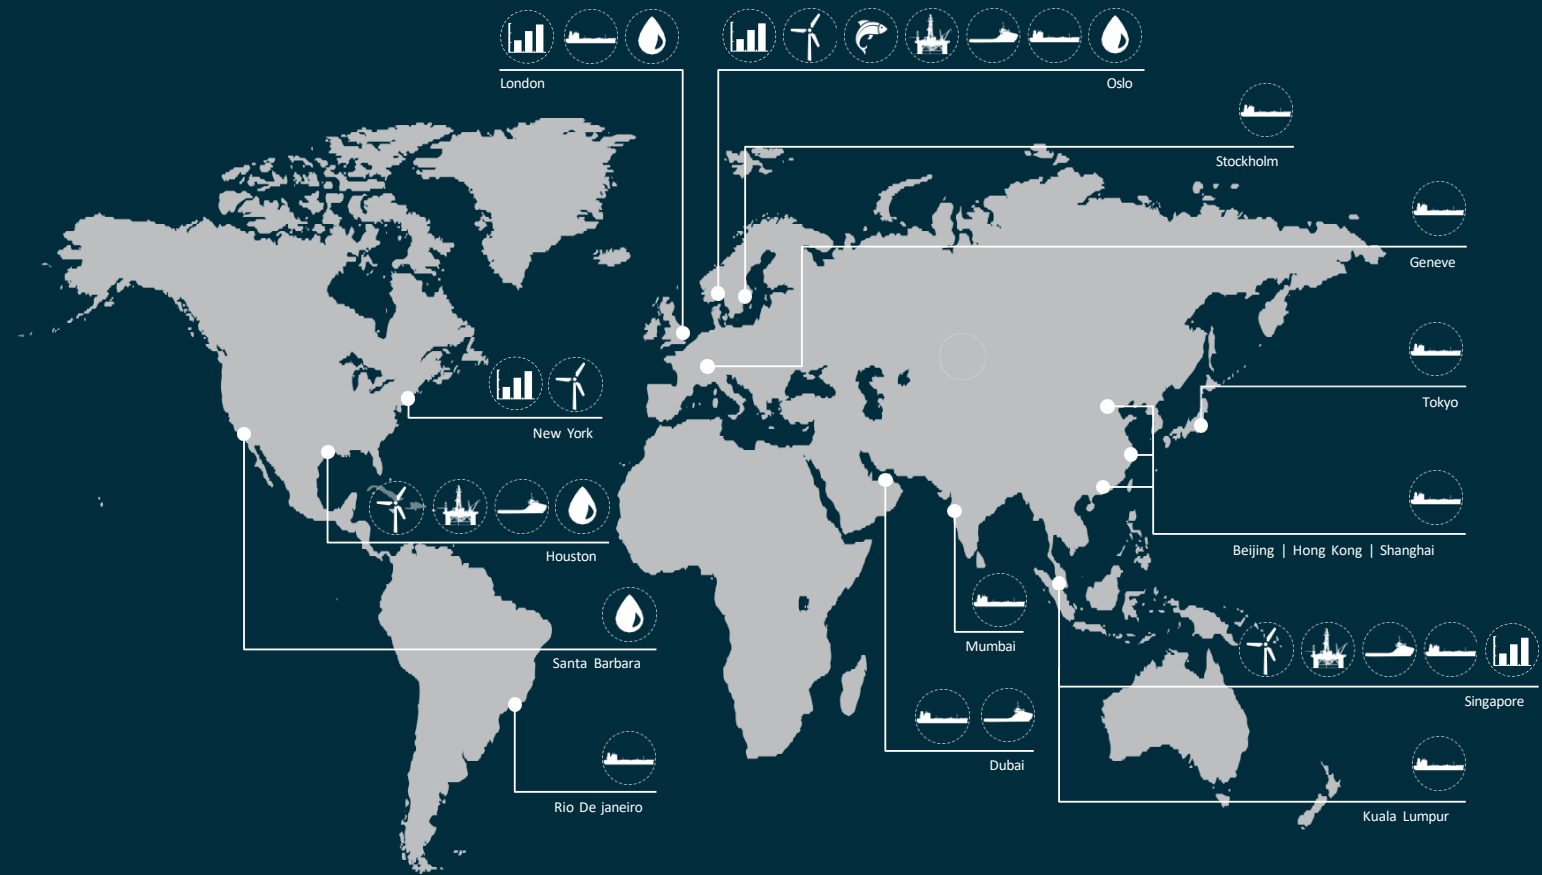 London
Oslo
Stockholm
Geneve
Tokyo
New York
Beijing | Hong Kong | Shanghai
Houston
Mumbai
Santa Barbara
Singapore
Dubai
Rio De janeiro
Kuala Lumpur